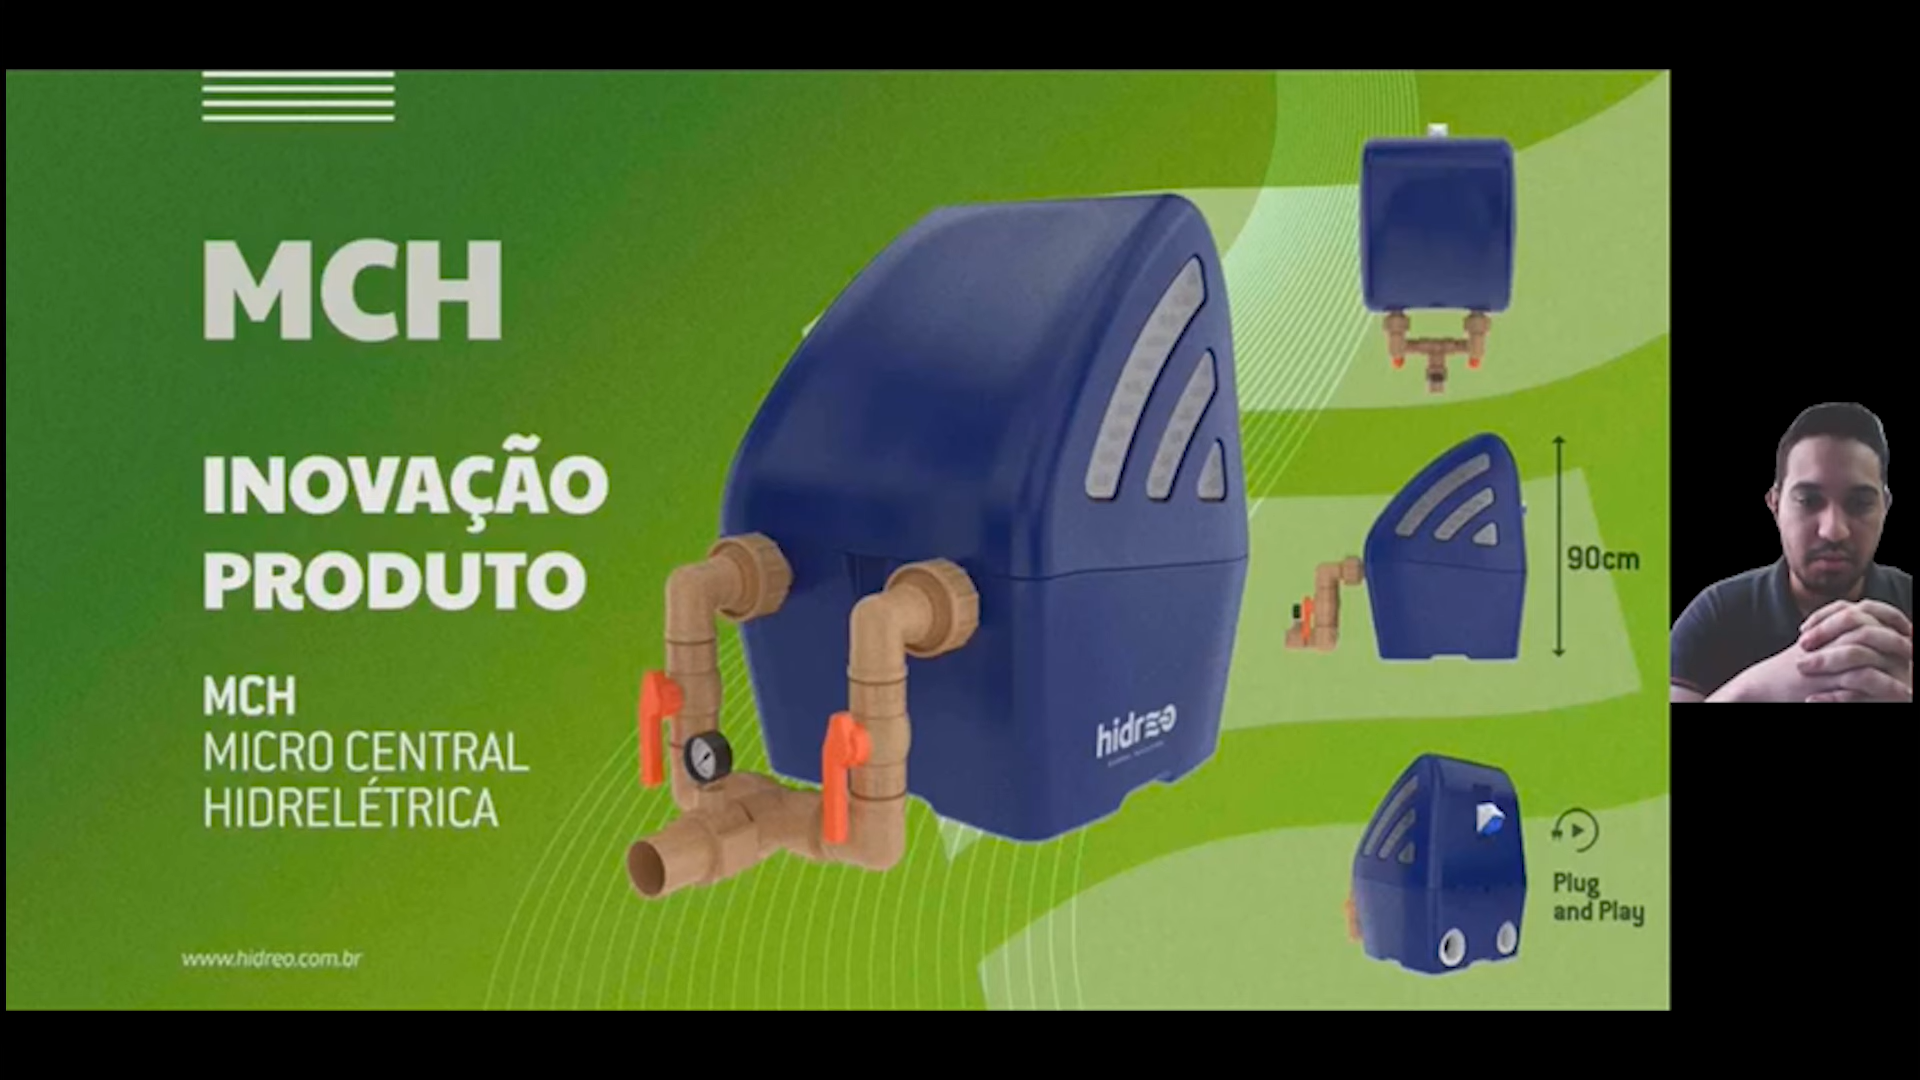 MCH
INOVAÇÃO
PRODUTO
MCH
MICRO CENTRAL
HIDRELÉTRICA
www.hidreo.com.br
hidreo
90cm
Plug
and Play